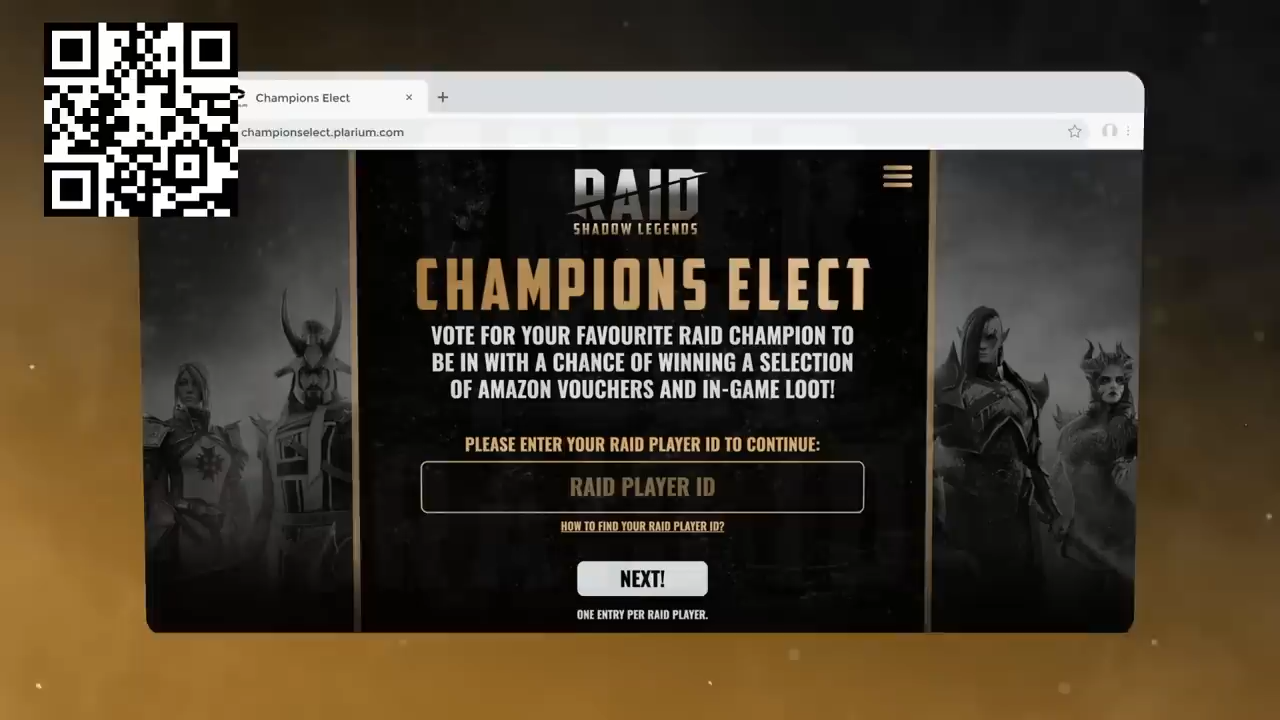 Champions Elect
championselect.plarium.com
RAID
SHADOW LEGENDS
CHAMPIONS ELECT
VOTE FOR YOUR FAVOURITE RAID CHAMPION TO
BE IN WITH A CHANCE OF WINNING A SELECTION
OF AMAZON VOUCHERS AND IN-GAME LOOT!
PLEASE ENTER YOUR RAID PLAYER ID TO CONTINUE:
RAID PLAYER ID
HOW TO FIND YOUR RAID PLAYER ID?
NEXT!
ONE ENTRY PER RAID PLAYER.